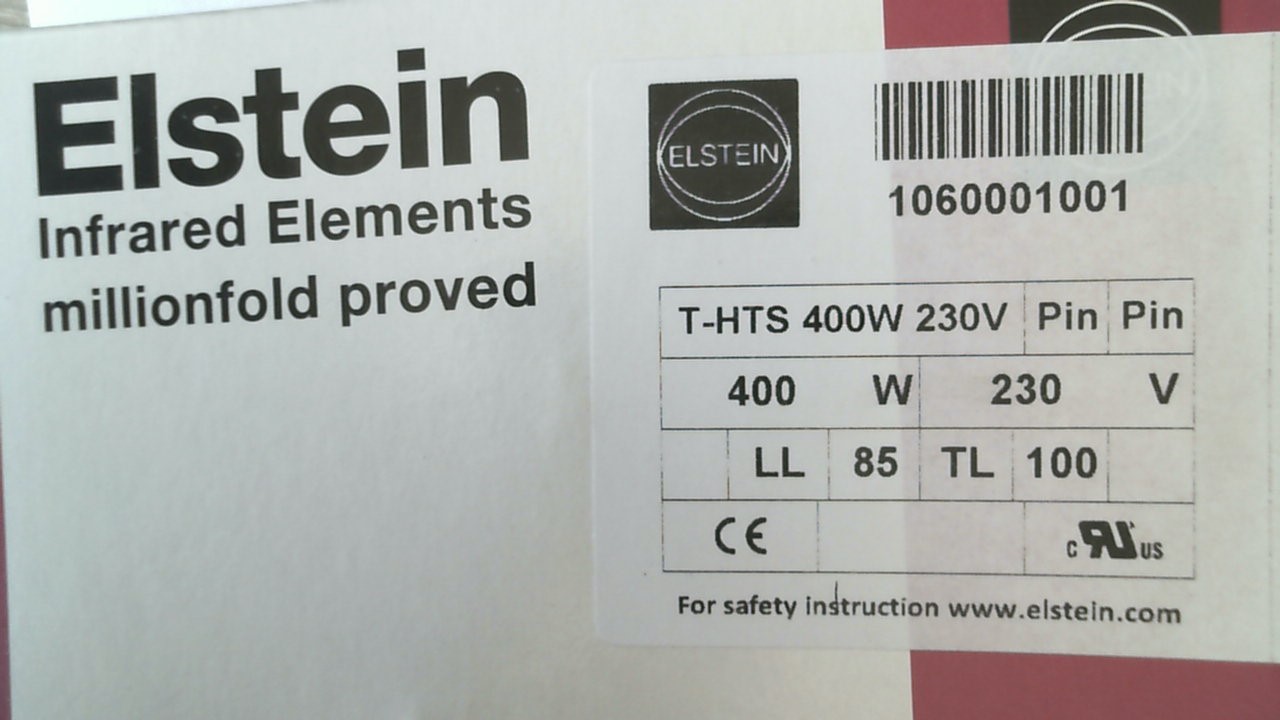 Elstein
Infrared Elements
millionfold proved
ELSTEIN
1060001001
T-HTS 400W 230V Pin Pin
400 W 230 V
LL 85 TL 100
CE c RU US
For safety instruction www.elstein.com